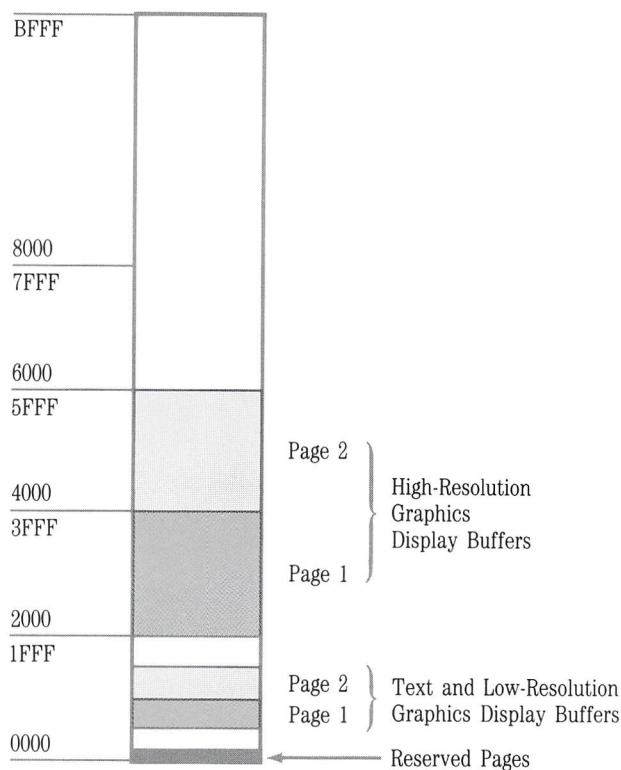 BFFF
8000
7FFF
6000
5FFF
4000
3FFF
2000
1FFF
0000
Page 2
Page 1
High-Resolution
Graphics
Display Buffers
Page 2
Page 1
Text and Low-Resolution
Graphics Display Buffers
Reserved Pages